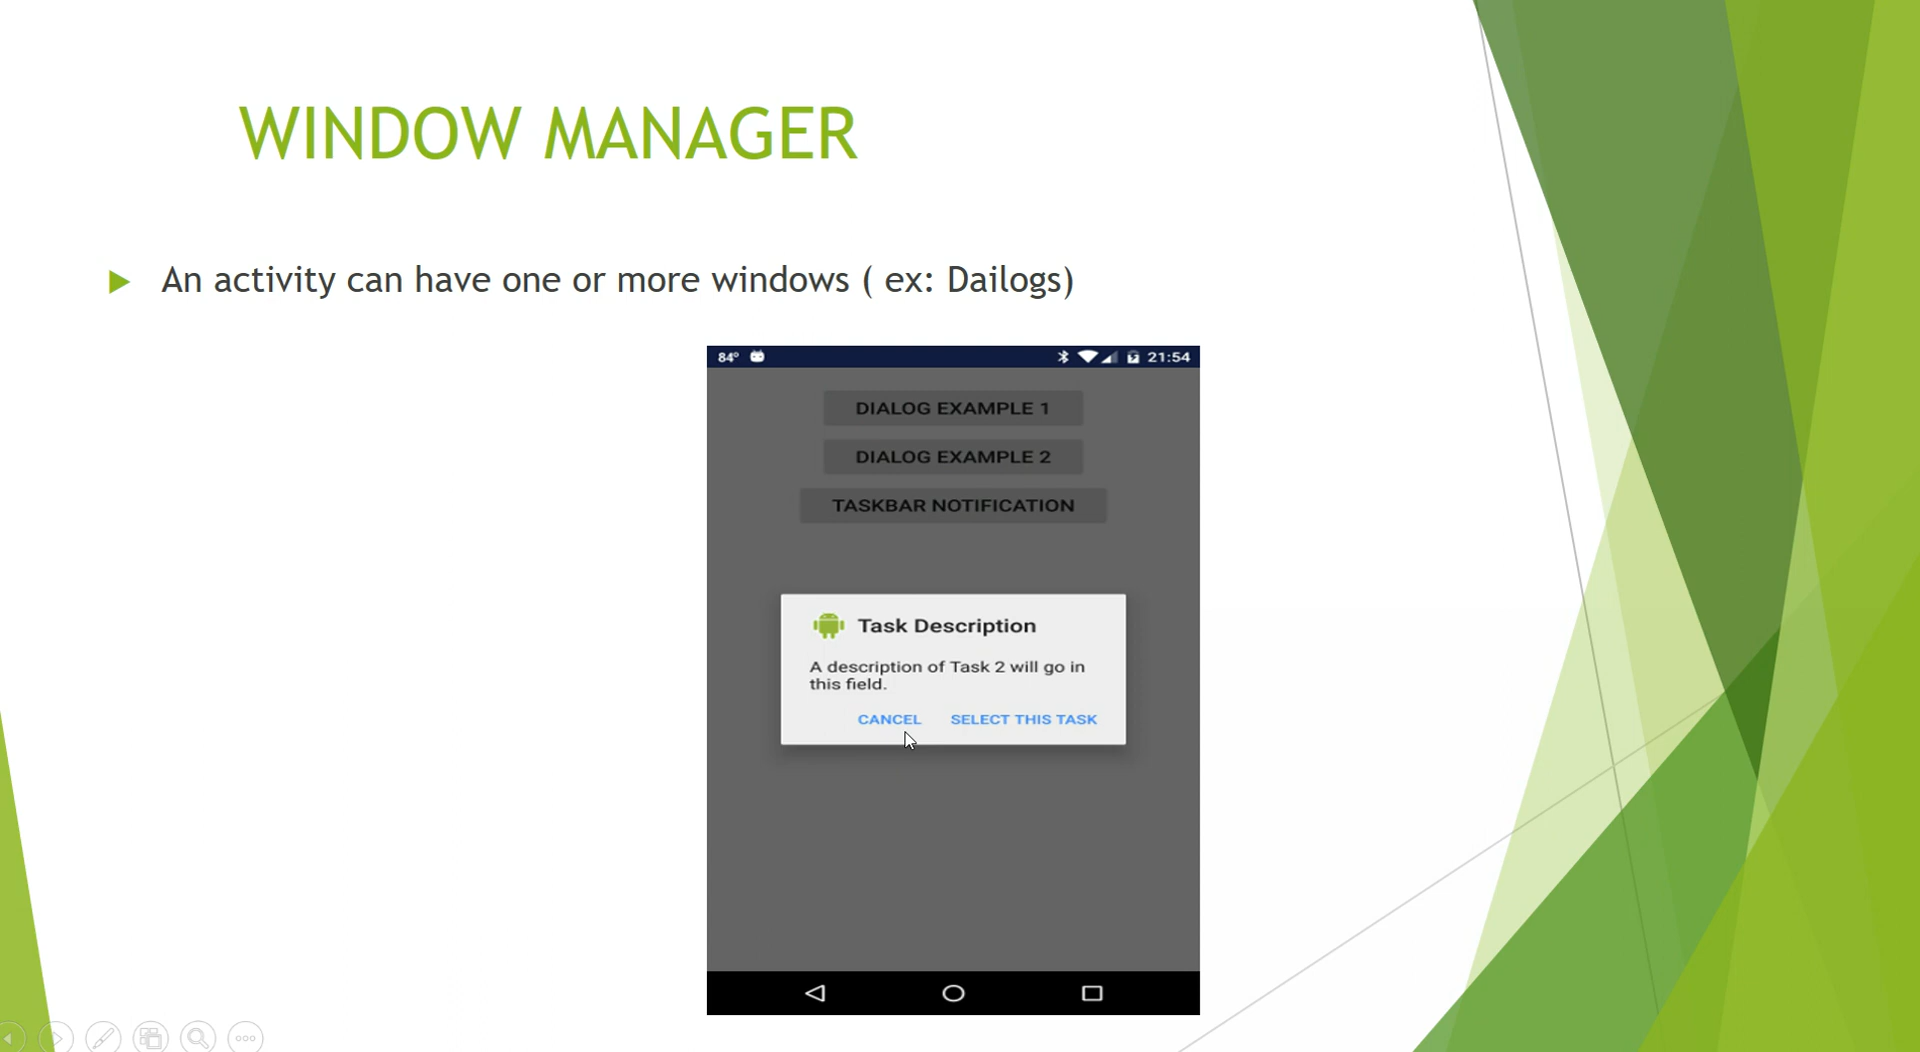 WINDOW MANAGER
An activity can have one or more windows ( ex: Dailogs)
84° 21:54
DIALOG EXAMPLE 1
DIALOG EXAMPLE 2
TASKBAR NOTIFICATION
Task Description
A description of Task 2 will go in
this field.
CANCEL SELECT THIS TASK